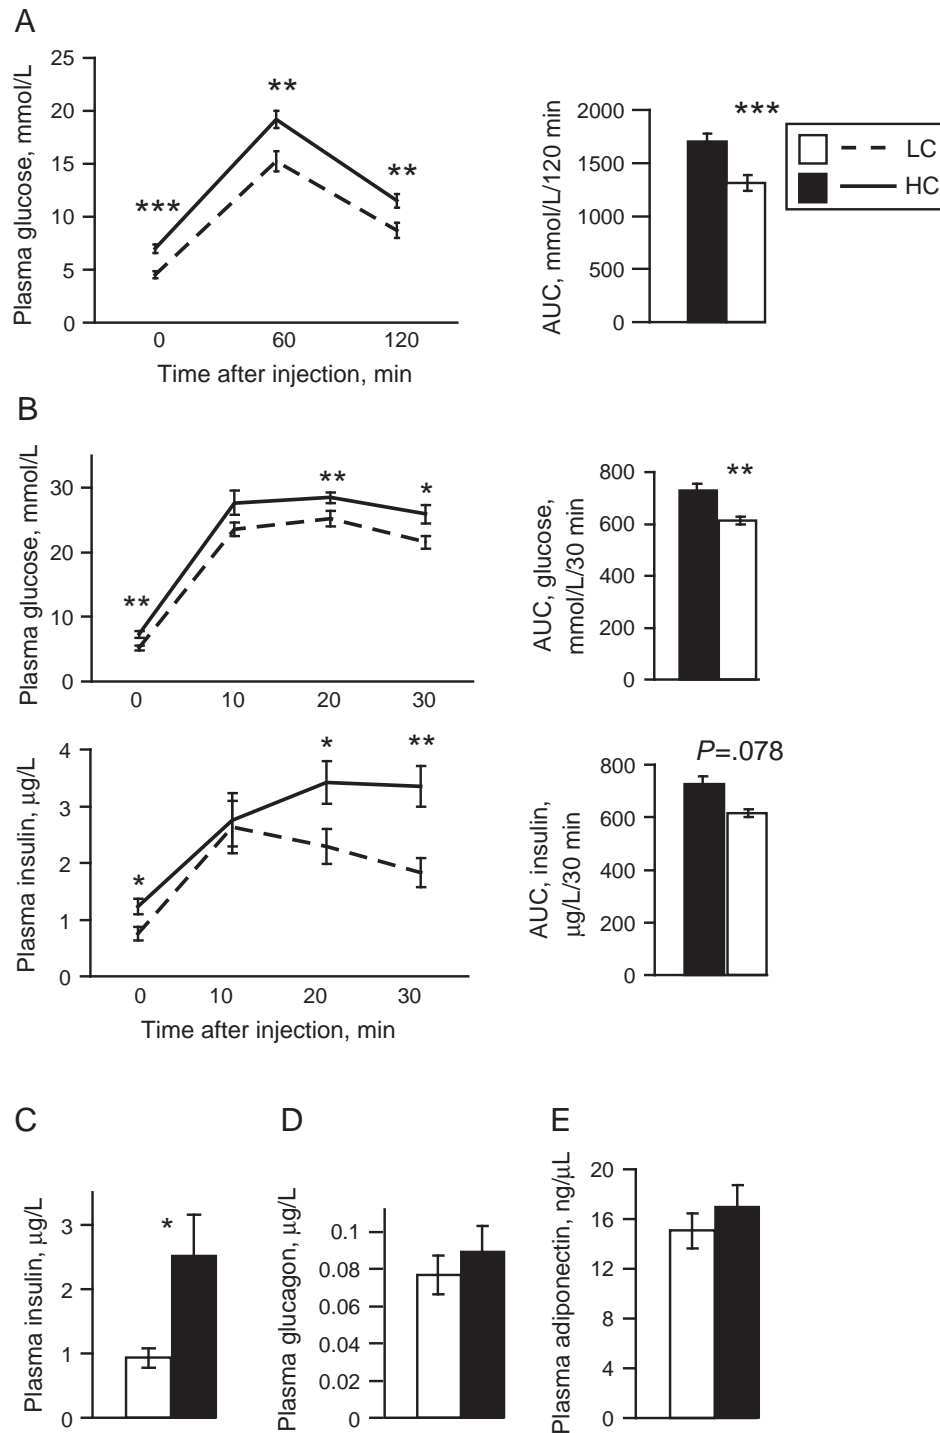 A
Plasma glucose, mmol/L
25
20
15
10
5
0
***
**
**
0 60 120
Time after injection, min
AUC, mmol/L/120 min
2000
1500
1000
500
0
***
LC
HC
B
Plasma glucose, mmol/L
30
20
10
0
**
**
*
0 10 20 30
AUC, glucose,
mmol/L/30 min
800
600
400
200
0
**
Plasma insulin, µg/L
4
3
2
1
0
*
*
**
0 10 20 30
Time after injection, min
AUC, insulin,
µg/L/30 min
800
600
400
200
0
P=.078
C
Plasma insulin, µg/L
3
2
1
0
*
D
Plasma glucagon, µg/L
0.1
0.08
0.06
0.04
0.02
0
E
Plasma adiponectin, ng/µL
20
16
12
8
4
0